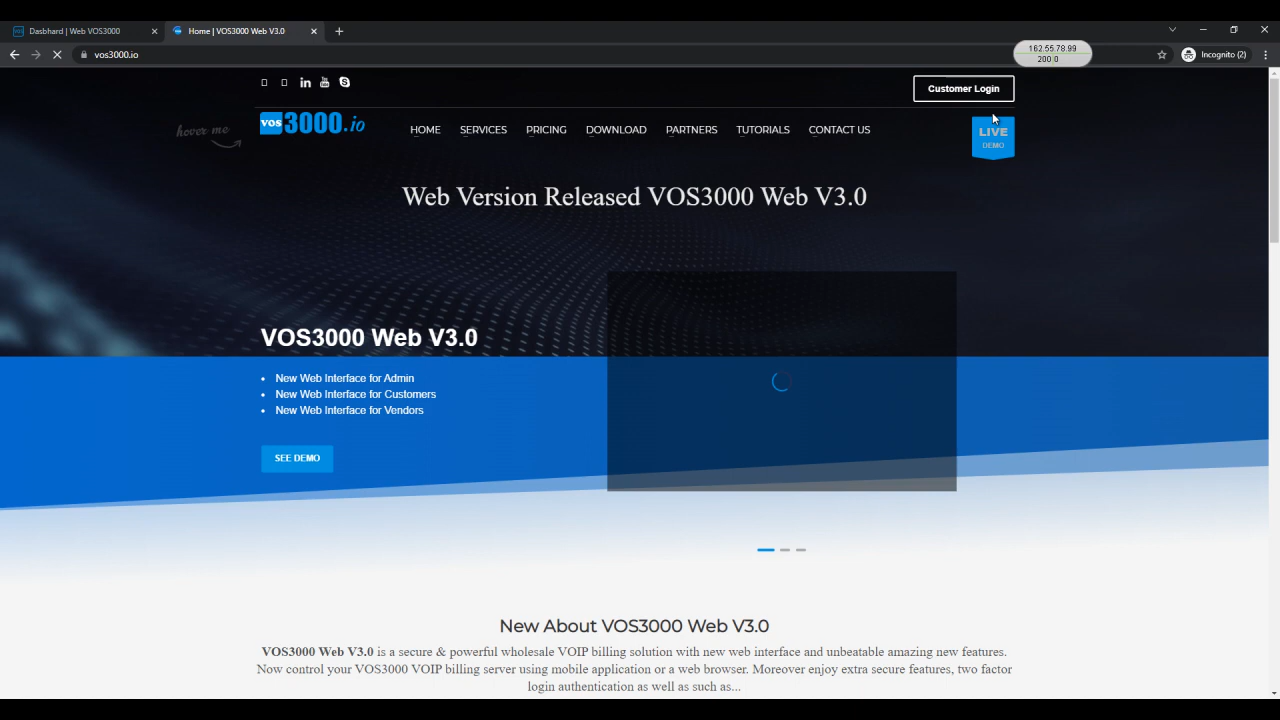 Dasbhard | Web VOS3000
Home | VOS3000 Web V3.0
vos3000.io
162.55.78.99
200 0
Incognito (2)
Customer Login
hover me
vos 3000.io
HOME SERVICES PRICING DOWNLOAD PARTNERS TUTORIALS CONTACT US
LIVE
DEMO
Web Version Released VOS3000 Web V3.0
VOS3000 Web V3.0
New Web Interface for Admin
New Web Interface for Customers
New Web Interface for Vendors
SEE DEMO
New About VOS3000 Web V3.0
VOS3000 Web V3.0 is a secure & powerful wholesale VOIP billing solution with new web interface and unbeatable amazing new features.
Now control your VOS3000 VOIP billing server using mobile application or a web browser. Moreover enjoy extra secure features, two factor
login authentication as well as such as...